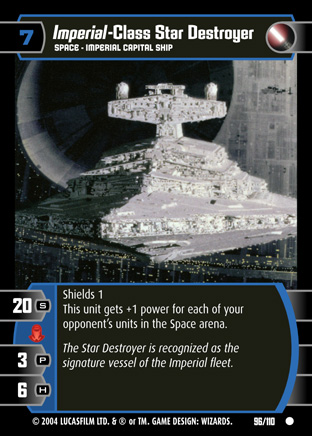 7
Imperial-Class Star Destroyer
SPACE - IMPERIAL CAPITAL SHIP
20 S
Shields 1
This unit gets +1 power for each of your
opponent's units in the Space arena.
3 P
The Star Destroyer is recognized as the
signature vessel of the Imperial fleet.
6 H
© 2004 LUCASFILM LTD. & ® or TM. GAME DESIGN: WIZARDS. 96/110